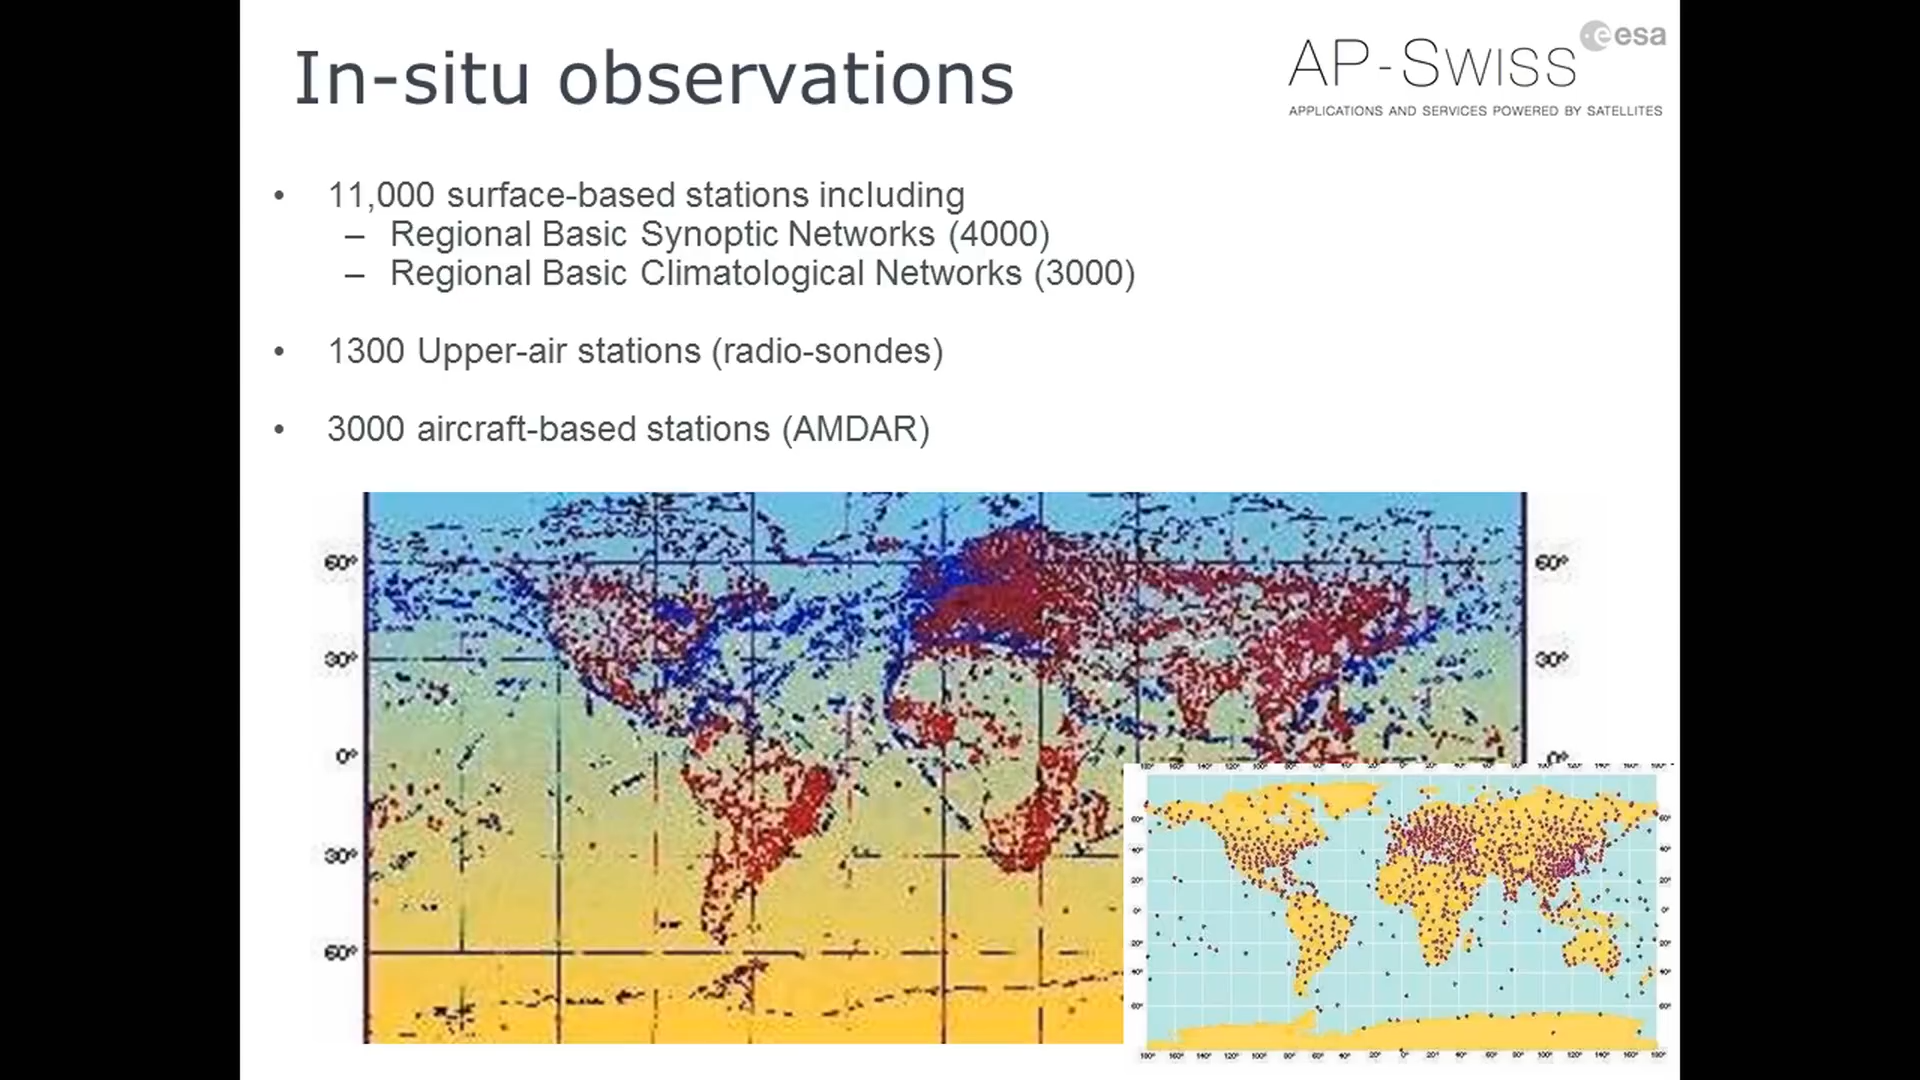 In-situ observations
esa
AP-SWISS
APPLICATIONS AND SERVICES POWERED BY SATELLITES
• 11,000 surface-based stations including
– Regional Basic Synoptic Networks (4000)
– Regional Basic Climatological Networks (3000)
• 1300 Upper-air stations (radio-sondes)
• 3000 aircraft-based stations (AMDAR)
60° 60°
30° 30°
0° 0°
30°
60°